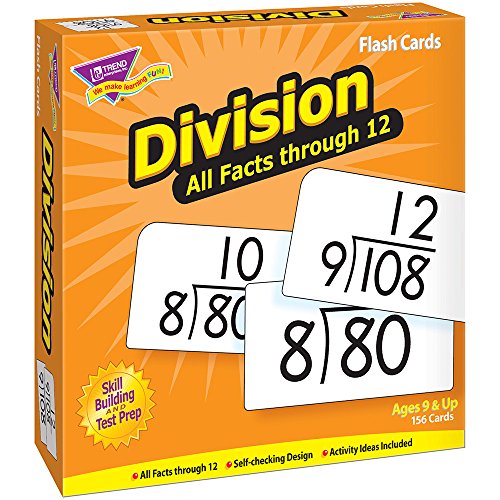 Flash Cards
TREND
enterprises, Inc.
We make learning FUN!
Division
All Facts through 12
12
9)108
10
8)80
8)80
Ages 9 & Up
156 Cards
Skill
Building
AND
Test Prep
All Facts through 12 • Self-checking Design • Activity Ideas Included
Flash Cards
Division